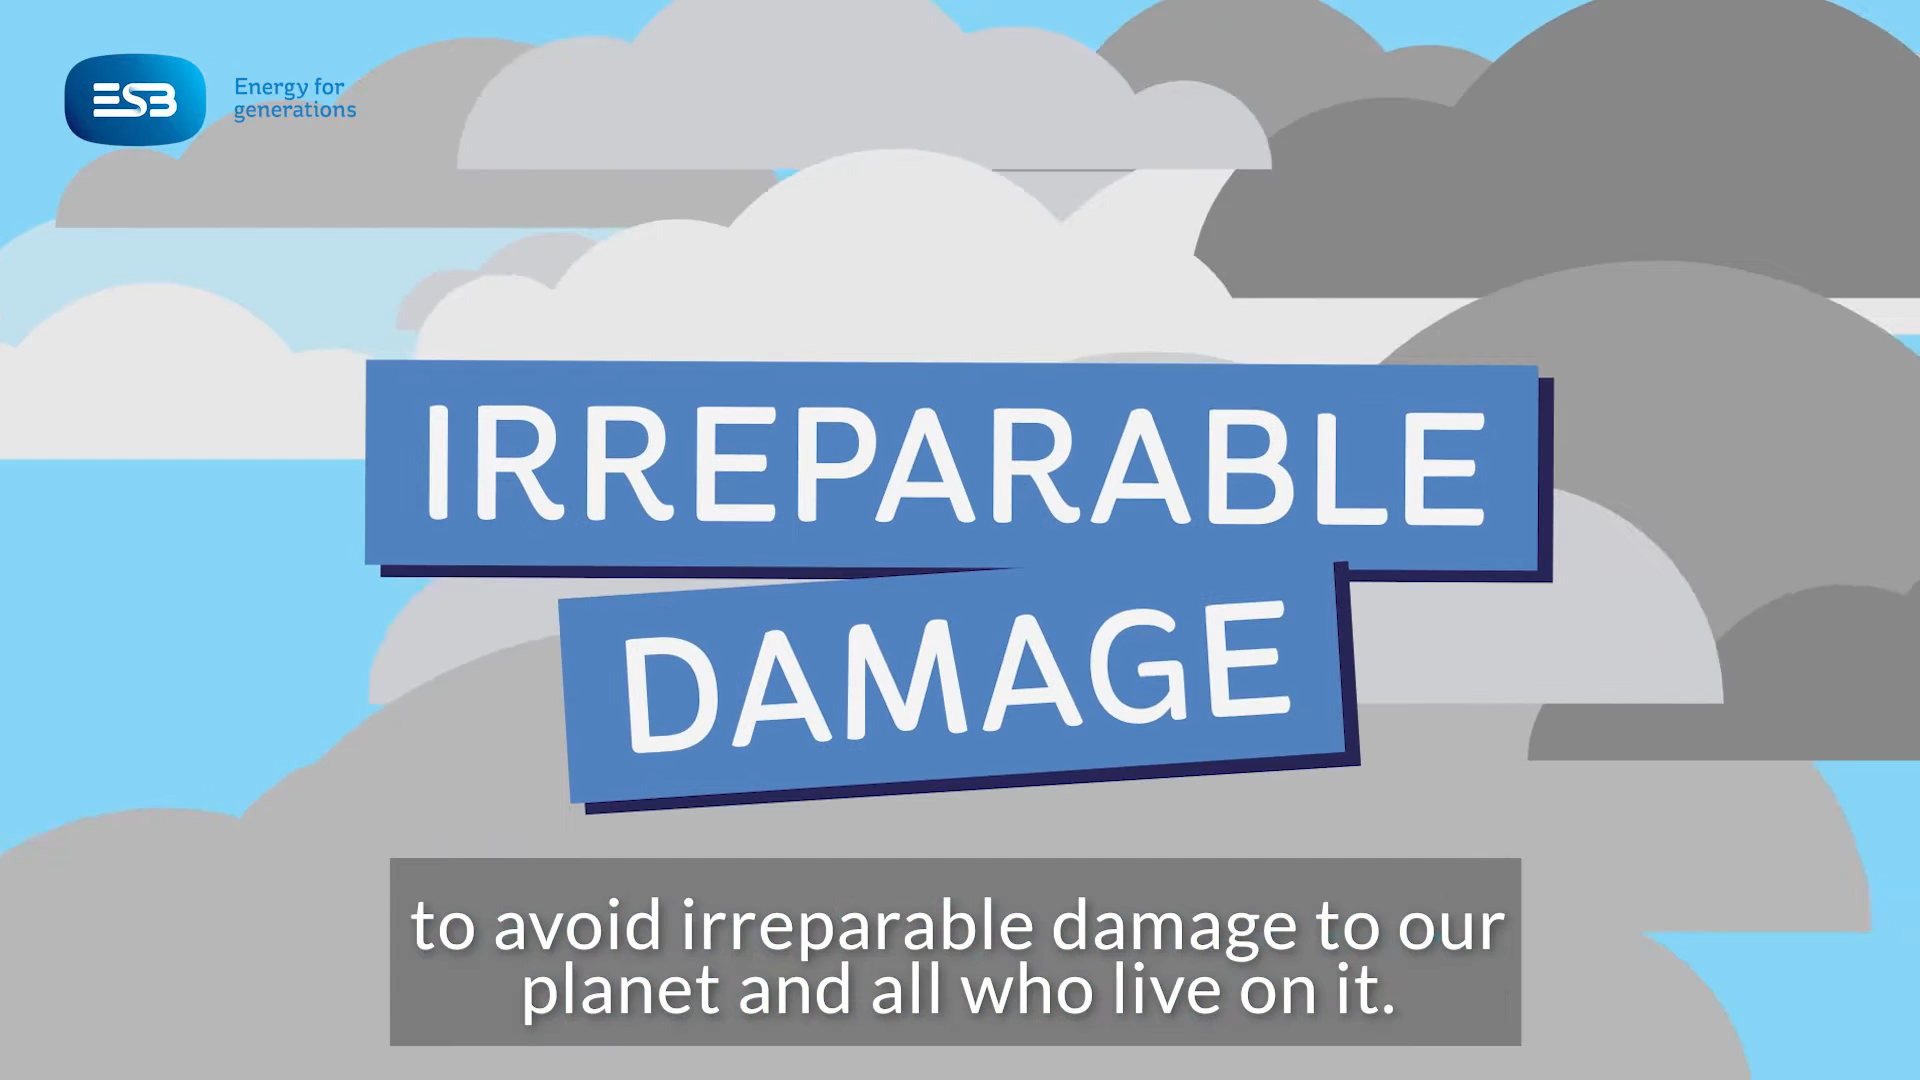 ESB
Energy for
generations
IRREPARABLE
DAMAGE
to avoid irreparable damage to our
planet and all who live on it.